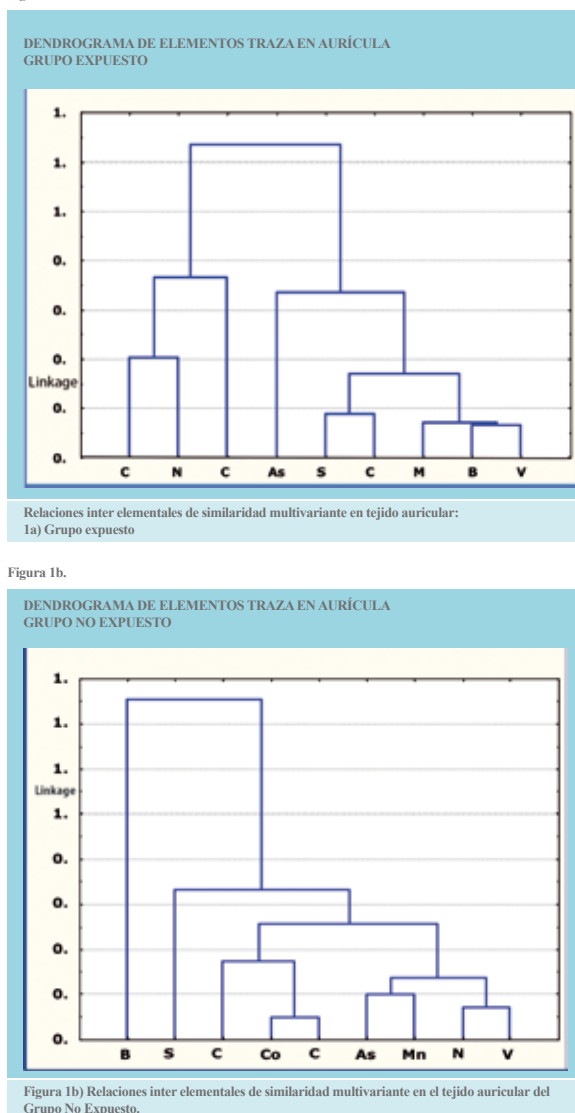 DENDROGRAMA DE ELEMENTOS TRAZA EN AURÍCULA
GRUPO EXPUESTO
1.
1.
1.
0.
0.
0.
Linkage
0.
0.
C N C As S C M B V
Relaciones inter elementales de similaridad multivariante en tejido auricular:
1a) Grupo expuesto
Figura 1b.
DENDROGRAMA DE ELEMENTOS TRAZA EN AURÍCULA
GRUPO NO EXPUESTO
1.
1.
1.
Linkage
1.
0.
0.
0.
0.
0.
B S C Co C As Mn N V
Figura 1b) Relaciones inter elementales de similaridad multivariante en el tejido auricular del
Grupo No Expuesto.